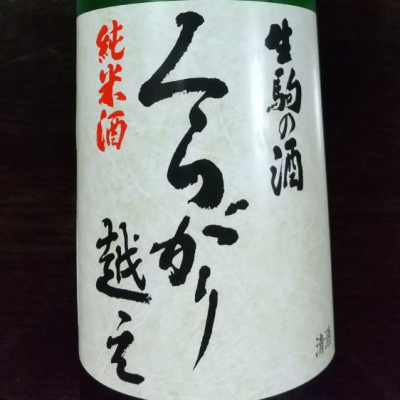 生駒の酒
くらがり
越え
純米酒
清酒